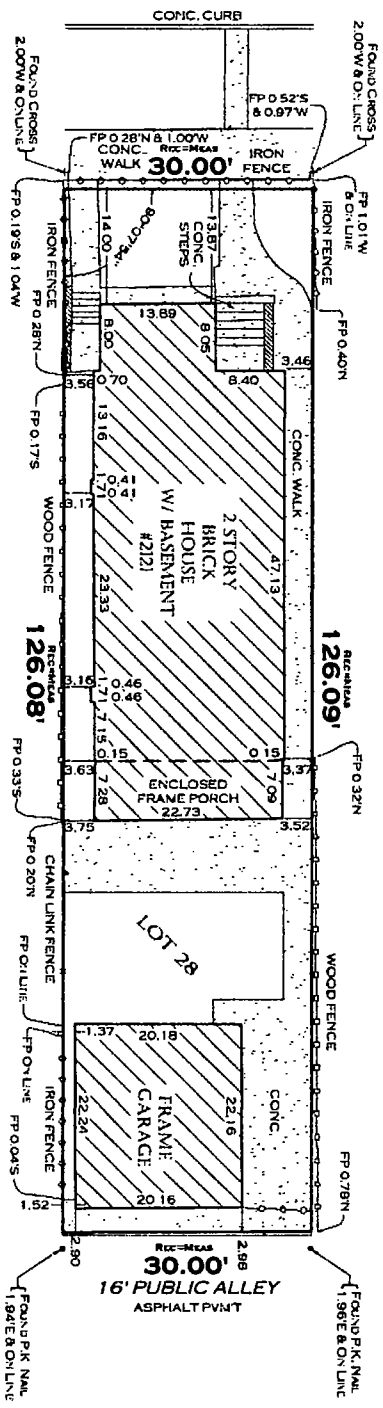 CONC. CURB
FOUND CROSS
2.00'W & ON LINE
FP 0.52'S
& 0.97'W
FOUND CROSS
2.00'W & ON LINE
FP 0.28'N & 1.00'W
CONC.
WALK
REC=MEAS
30.00'
IRON
FENCE
FP 1.01'W
& ON LINE
FP 0.19'S & 1.04'W
IRON FENCE
FP 0.28'N
14.00
90-07'54"
13.87
CONC.
STEPS
IRON FENCE
FP 0.40'N
13.89
8.00
8.05
3.56
0.70
8.40
3.46
FP 0.17'S
13.16
0.41
1.71
0.41
3.17
WOOD FENCE
CONC. WALK
2 STORY
BRICK
HOUSE
W/ BASEMENT
#2121
47.13
23.33
REC=MEAS
126.08'
REC=MEAS
126.09'
3.16
0.46
1.71
0.46
7.15
0.15
0.15
3.63
3.37
FP 0.32'N
7.28
ENCLOSED
FRAME PORCH
22.73
7.09
FP 0.33'S
3.75
3.52
FP 0.20'N
CHAIN LINK FENCE
LOT 28
WOOD FENCE
FP ON LINE
1.37
20.18
FRAME
GARAGE
22.24
22.16
CONC.
FP ON LINE
IRON FENCE
FP 0.04'S
20.16
1.52
FP 0.78'N
2.90
REC=MEAS
30.00'
2.98
16' PUBLIC ALLEY
ASPHALT PVM'T
FOUND P.K. NAIL
1.94'E & ON LINE
FOUND P.K. NAIL
1.96'E & ON LINE